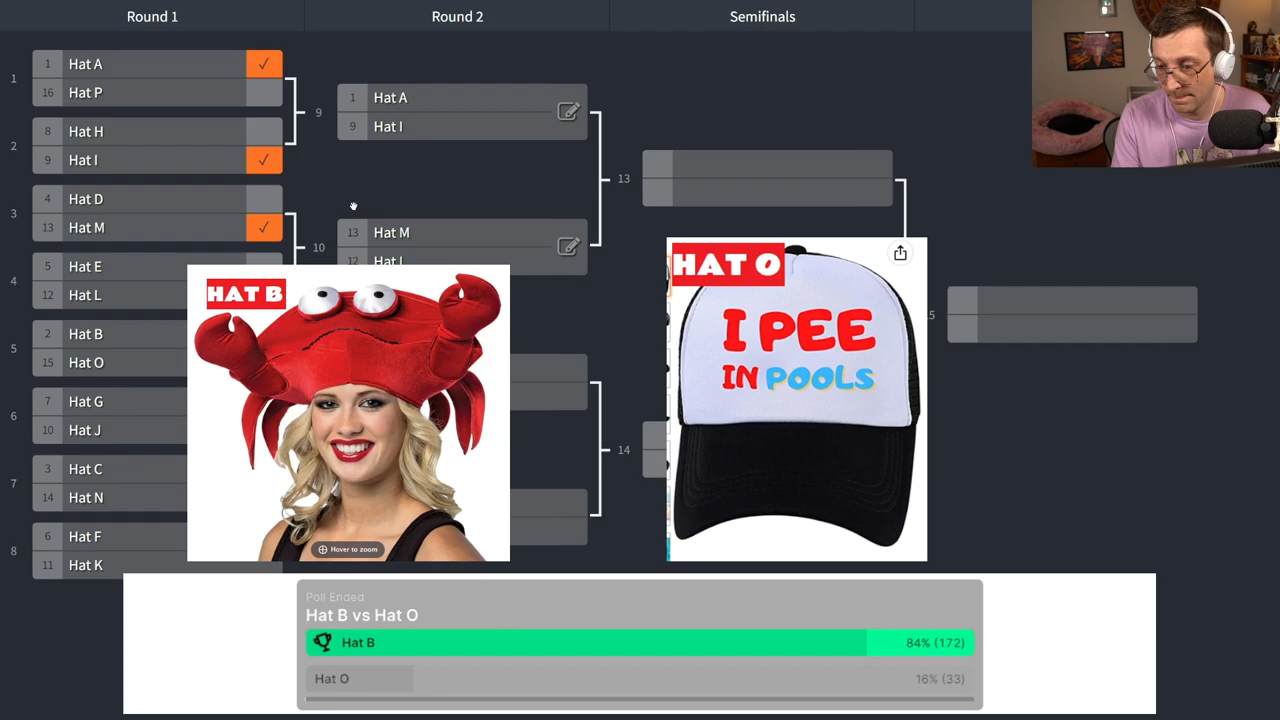 Round 1
Round 2
Semifinals
1
1 Hat A ✓
16 Hat P
2
8 Hat H
9 Hat I ✓
3
4 Hat D
13 Hat M ✓
4
5 Hat E
12 Hat L
5
2 Hat B
15 Hat O
6
7 Hat G
10 Hat J
7
3 Hat C
14 Hat N
8
6 Hat F
11 Hat K
9
1 Hat A
9 Hat I
10
13 Hat M
12 Hat L
13
14
5
HAT B
Hover to zoom
HAT O
I PEE
IN POOLS
Poll Ended
Hat B vs Hat O
Hat B 84% (172)
Hat O 16% (33)